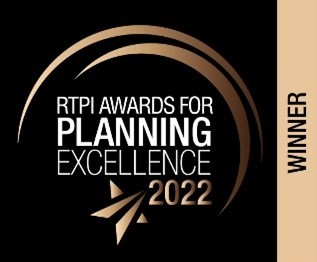 RTPI AWARDS FOR
PLANNING
EXCELLENCE
2022
WINNER